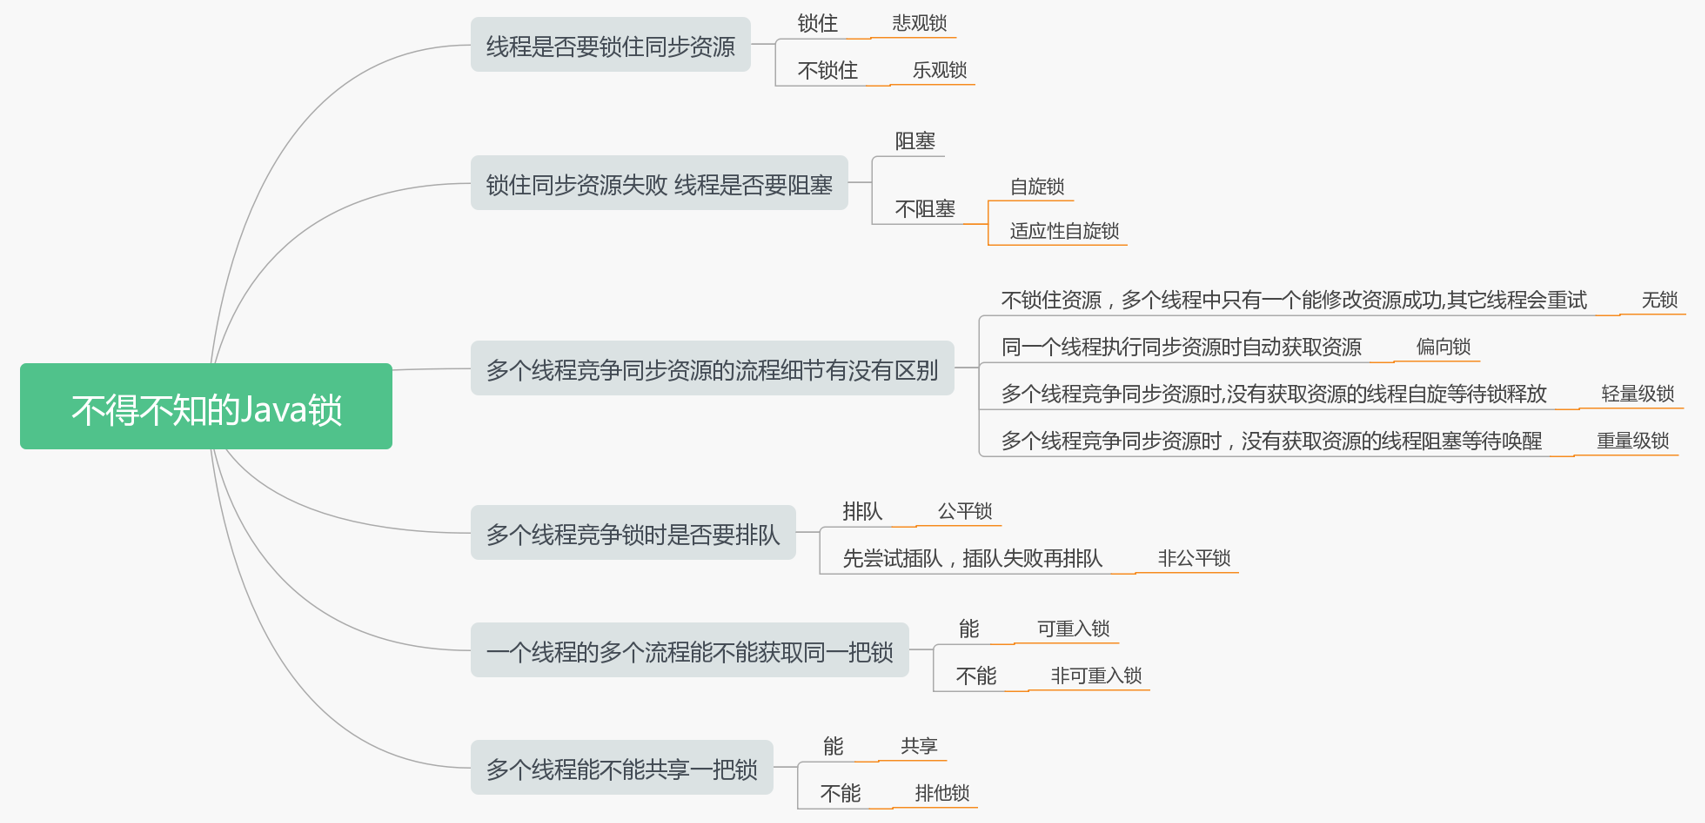 不得不知的Java锁
线程是否要锁住同步资源
锁住
悲观锁
不锁住
乐观锁
锁住同步资源失败 线程是否要阻塞
阻塞
不阻塞
自旋锁
适应性自旋锁
多个线程竞争同步资源的流程细节有没有区别
不锁住资源，多个线程中只有一个能修改资源成功,其它线程会重试
无锁
同一个线程执行同步资源时自动获取资源
偏向锁
多个线程竞争同步资源时,没有获取资源的线程自旋等待锁释放
轻量级锁
多个线程竞争同步资源时，没有获取资源的线程阻塞等待唤醒
重量级锁
多个线程竞争锁时是否要排队
排队
公平锁
先尝试插队，插队失败再排队
非公平锁
一个线程的多个流程能不能获取同一把锁
能
可重入锁
不能
非可重入锁
多个线程能不能共享一把锁
能
共享
不能
排他锁